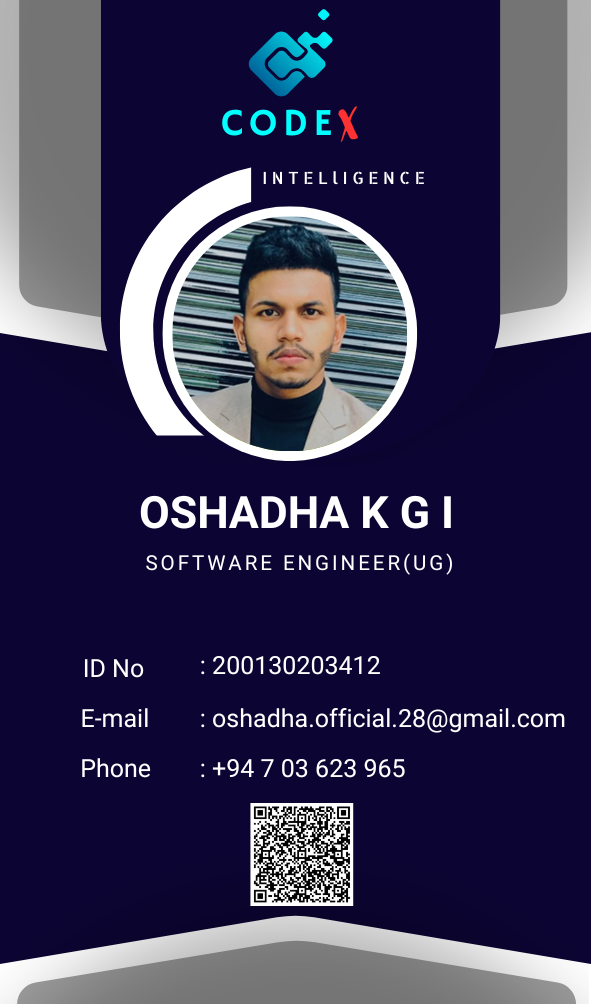 CODEX
INTELLIGENCE
OSHADHA K G I
SOFTWARE ENGINEER(UG)
ID No : 200130203412
E-mail : oshadha.official.28@gmail.com
Phone : +94 7 03 623 965